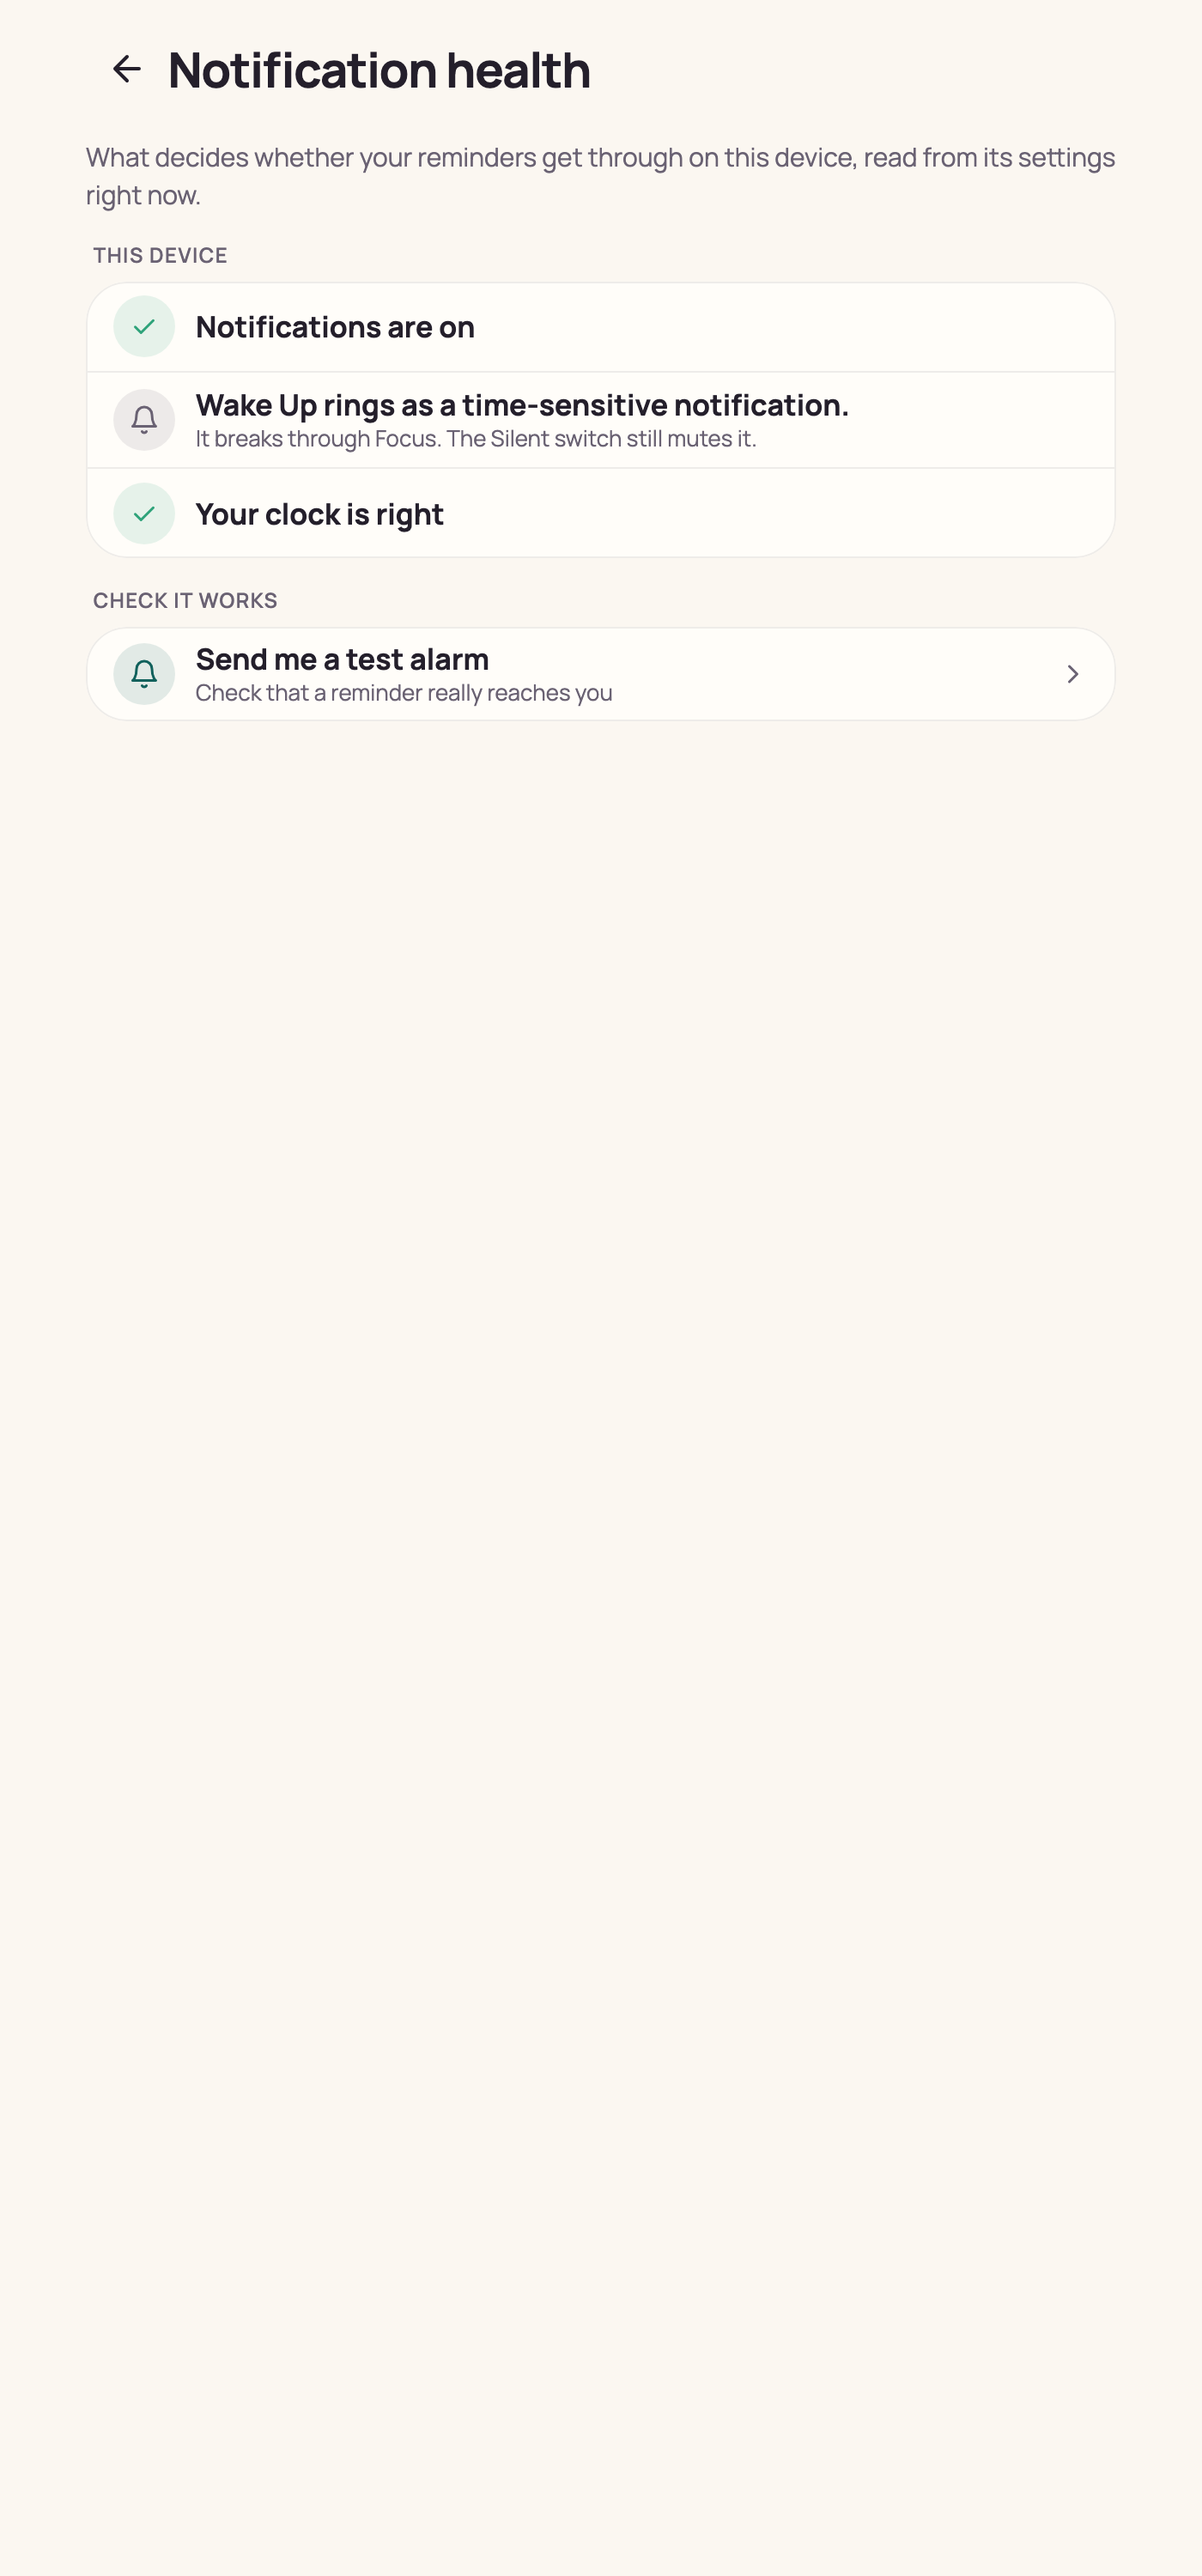 Notification health
What decides whether your reminders get through on this device, read from its settings
right now.
THIS DEVICE
Notifications are on
Wake Up rings as a time-sensitive notification.
It breaks through Focus. The Silent switch still mutes it.
Your clock is right
CHECK IT WORKS
Send me a test alarm
Check that a reminder really reaches you